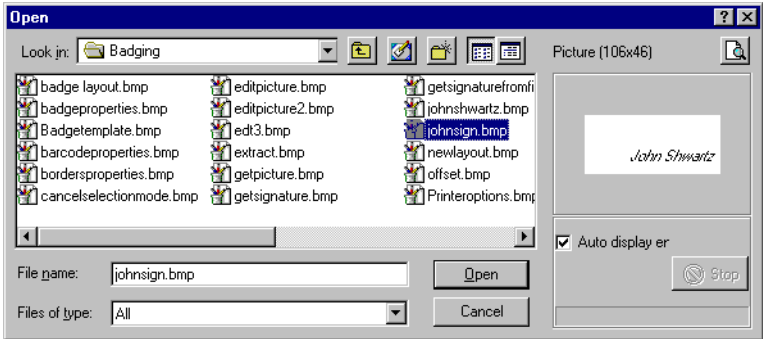 Open
Look in: Badging
Picture (106x46)
badge layout.bmp
badgeproperties.bmp
Badgetemplate.bmp
barcodeproperties.bmp
bordersproperties.bmp
cancelselectionmode.bmp
editpicture.bmp
editpicture2.bmp
edt3.bmp
extract.bmp
getpicture.bmp
getsignature.bmp
getsignaturefromfi
johnshwartz.bmp
johnsign.bmp
newlayout.bmp
offset.bmp
Printeroptions.bmp
John Shwartz
Auto display er
Stop
File name: johnsign.bmp
Open
Files of type: All
Cancel